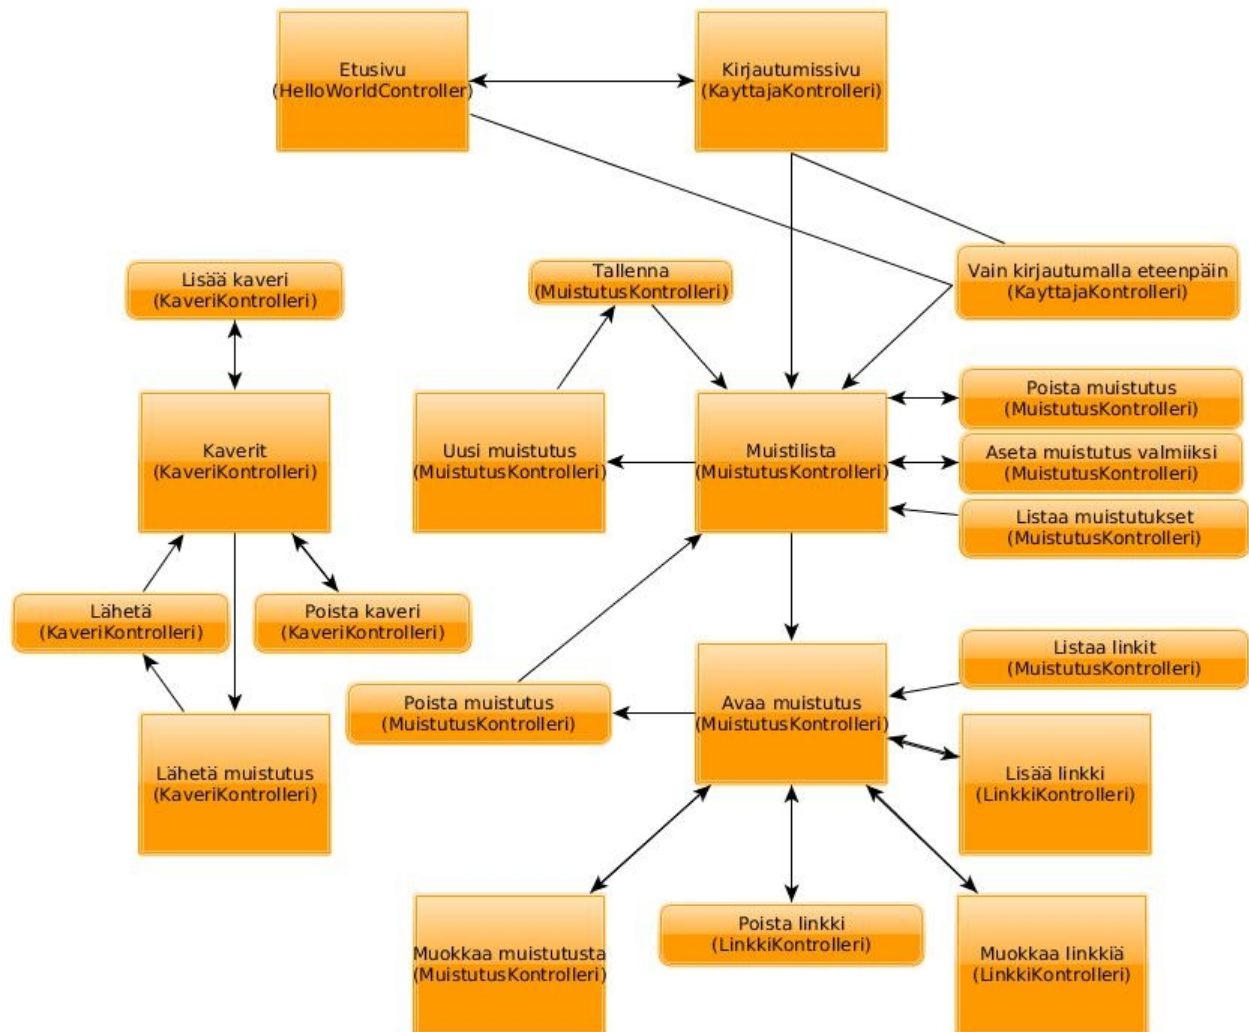 Etusivu
(HelloWorldController)
Kirjautumissivu
(KayttajaKontrolleri)
Lisää kaveri
(KaveriKontrolleri)
Tallenna
(MuistutusKontrolleri)
Vain kirjautumalla eteenpäin
(KayttajaKontrolleri)
Kaverit
(KaveriKontrolleri)
Uusi muistutus
(MuistutusKontrolleri)
Muistilista
(MuistutusKontrolleri)
Poista muistutus
(MuistutusKontrolleri)
Aseta muistutus valmiiksi
(MuistutusKontrolleri)
Listaa muistutukset
(MuistutusKontrolleri)
Lähetä
(KaveriKontrolleri)
Poista kaveri
(KaveriKontrolleri)
Listaa linkit
(MuistutusKontrolleri)
Poista muistutus
(MuistutusKontrolleri)
Avaa muistutus
(MuistutusKontrolleri)
Lähetä muistutus
(KaveriKontrolleri)
Lisää linkki
(LinkkiKontrolleri)
Muokkaa muistutusta
(MuistutusKontrolleri)
Poista linkki
(LinkkiKontrolleri)
Muokkaa linkkiä
(LinkkiKontrolleri)